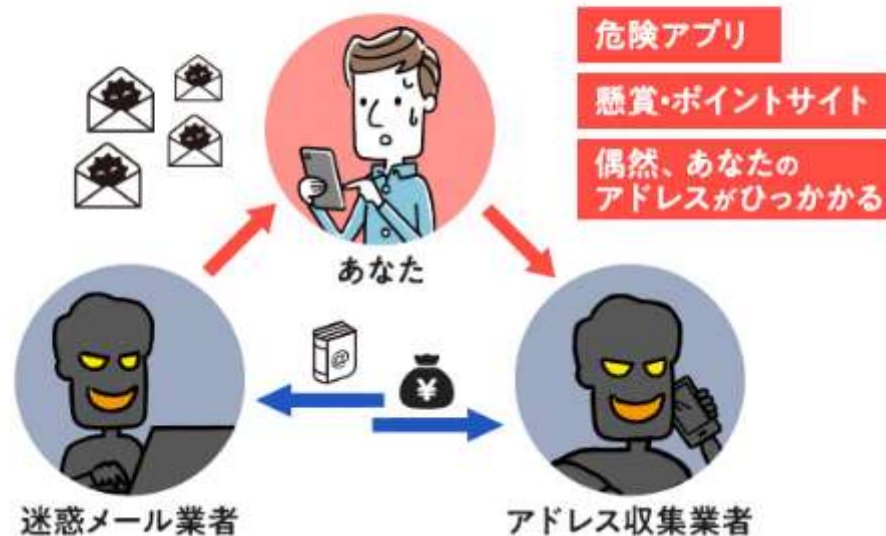 危険アプリ
懸賞・ポイントサイト
偶然、あなたの
アドレスがひっかかる
あなた
@
¥
迷惑メール業者
アドレス収集業者